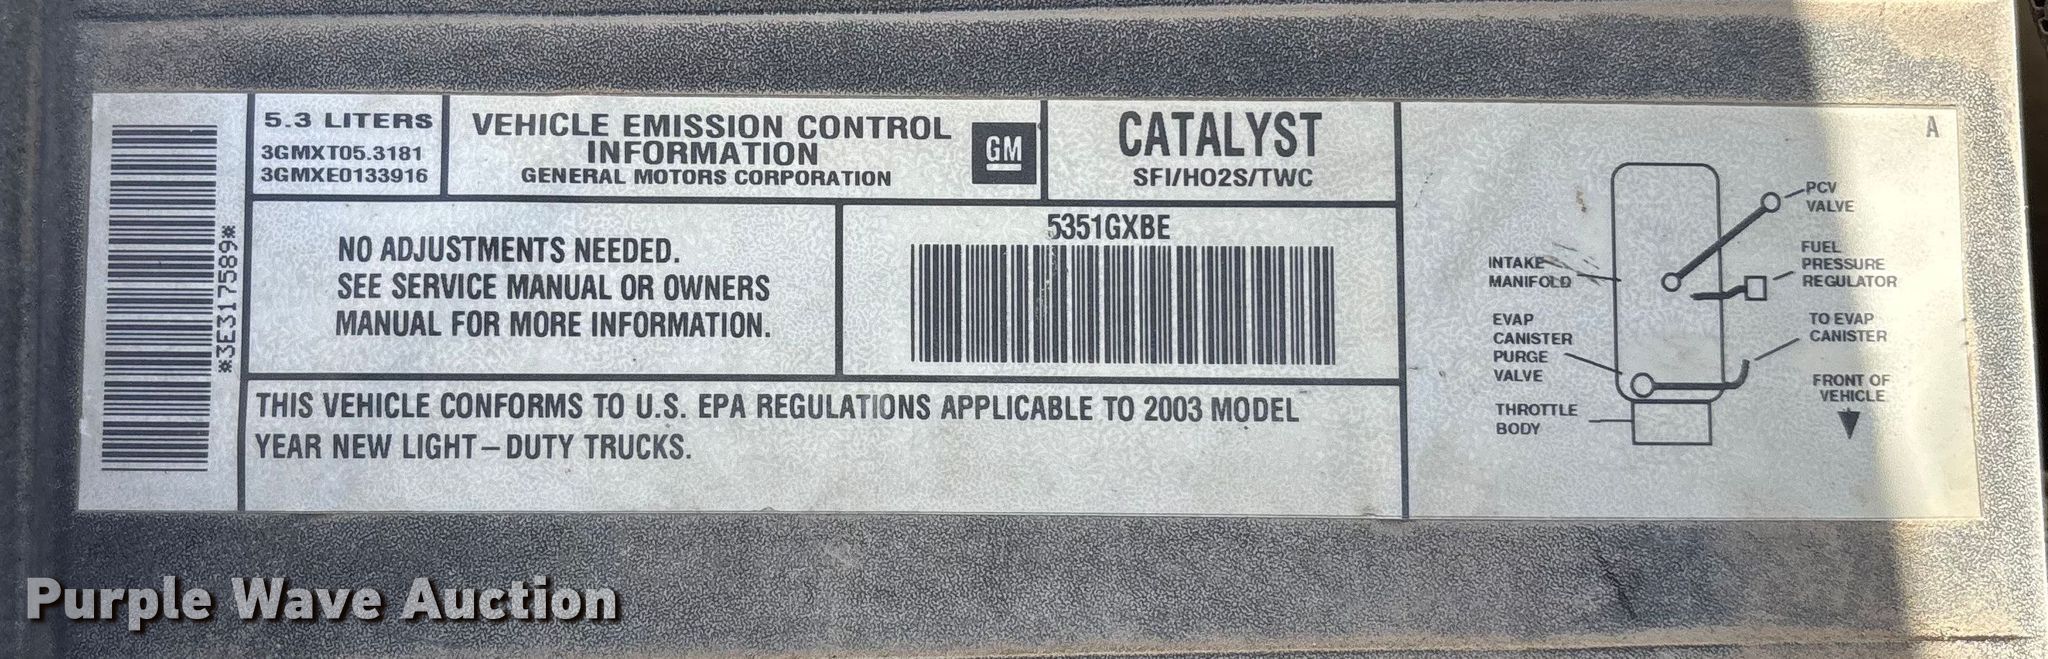 *3E317589*
5.3 LITERS
3GMXT05.3181
3GMXE0133916
VEHICLE EMISSION CONTROL
INFORMATION
GENERAL MOTORS CORPORATION
GM
CATALYST
SFI/HO2S/TWC
NO ADJUSTMENTS NEEDED.
SEE SERVICE MANUAL OR OWNERS
MANUAL FOR MORE INFORMATION.
5351GXBE
THIS VEHICLE CONFORMS TO U.S. EPA REGULATIONS APPLICABLE TO 2003 MODEL
YEAR NEW LIGHT–DUTY TRUCKS.
A
PCV
VALVE
FUEL
PRESSURE
REGULATOR
INTAKE
MANIFOLD
EVAP
CANISTER
PURGE
VALVE
TO EVAP
CANISTER
FRONT OF
VEHICLE
THROTTLE
BODY
Purple Wave Auction